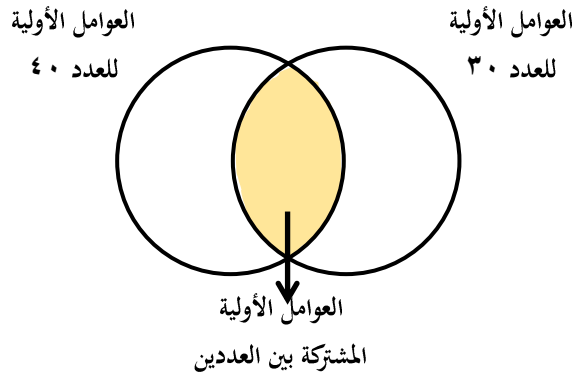 العوامل الأولية
للعدد ٣٠
العوامل الأولية
للعدد ٤٠
العوامل الأولية
المشتركة بين العددين